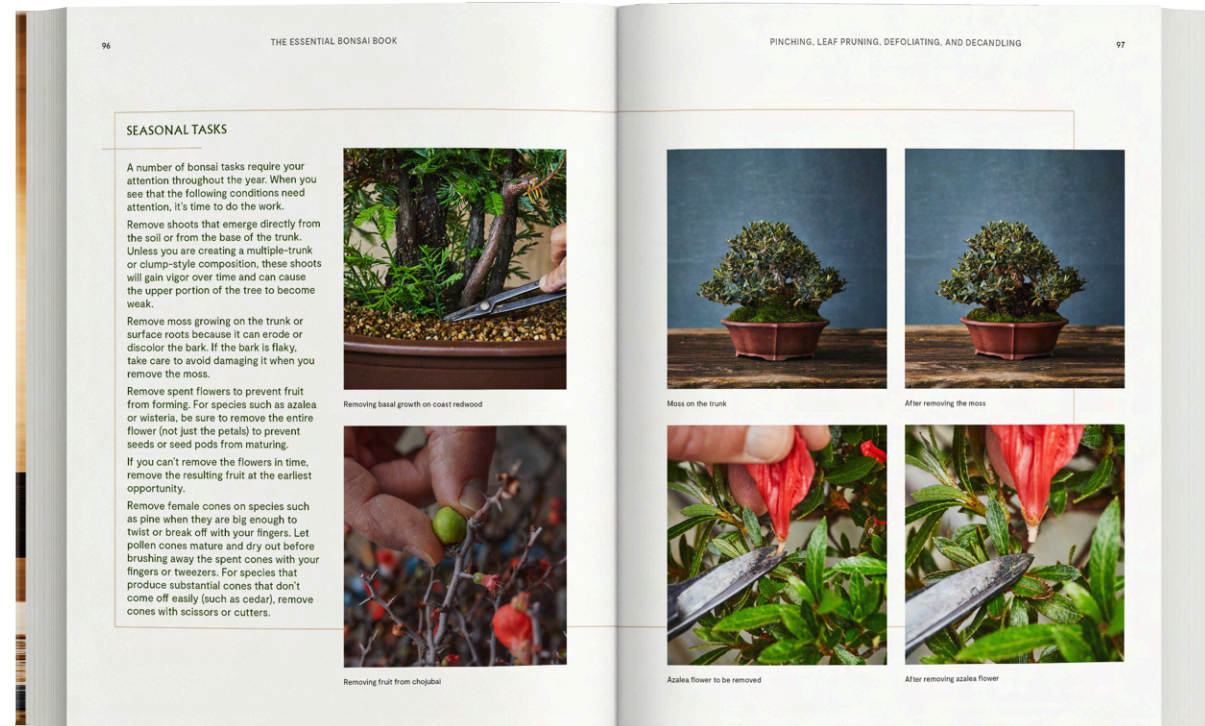 96
THE ESSENTIAL BONSAI BOOK
SEASONAL TASKS
A number of bonsai tasks require your
attention throughout the year. When you
see that the following conditions need
attention, it's time to do the work.
Remove shoots that emerge directly from
the soil or from the base of the trunk.
Unless you are creating a multiple-trunk
or clump-style composition, these shoots
will gain vigor over time and can cause
the upper portion of the tree to become
weak.
Remove moss growing on the trunk or
surface roots because it can erode or
discolor the bark. If the bark is flaky,
take care to avoid damaging it when you
remove the moss.
Remove spent flowers to prevent fruit
from forming. For species such as azalea
or wisteria, be sure to remove the entire
flower (not just the petals) to prevent
seeds or seed pods from maturing.
If you can't remove the flowers in time,
remove the resulting fruit at the earliest
opportunity.
Remove female cones on species such
as pine when they are big enough to
twist or break off with your fingers. Let
pollen cones mature and dry out before
brushing away the spent cones with your
fingers or tweezers. For species that
produce substantial cones that don't
come off easily (such as cedar), remove
cones with scissors or cutters.
Removing basal growth on coast redwood
Removing fruit from chojubai
PINCHING, LEAF PRUNING, DEFOLIATING, AND DECANDLING
97
Moss on the trunk
After removing the moss
Azalea flower to be removed
After removing azalea flower